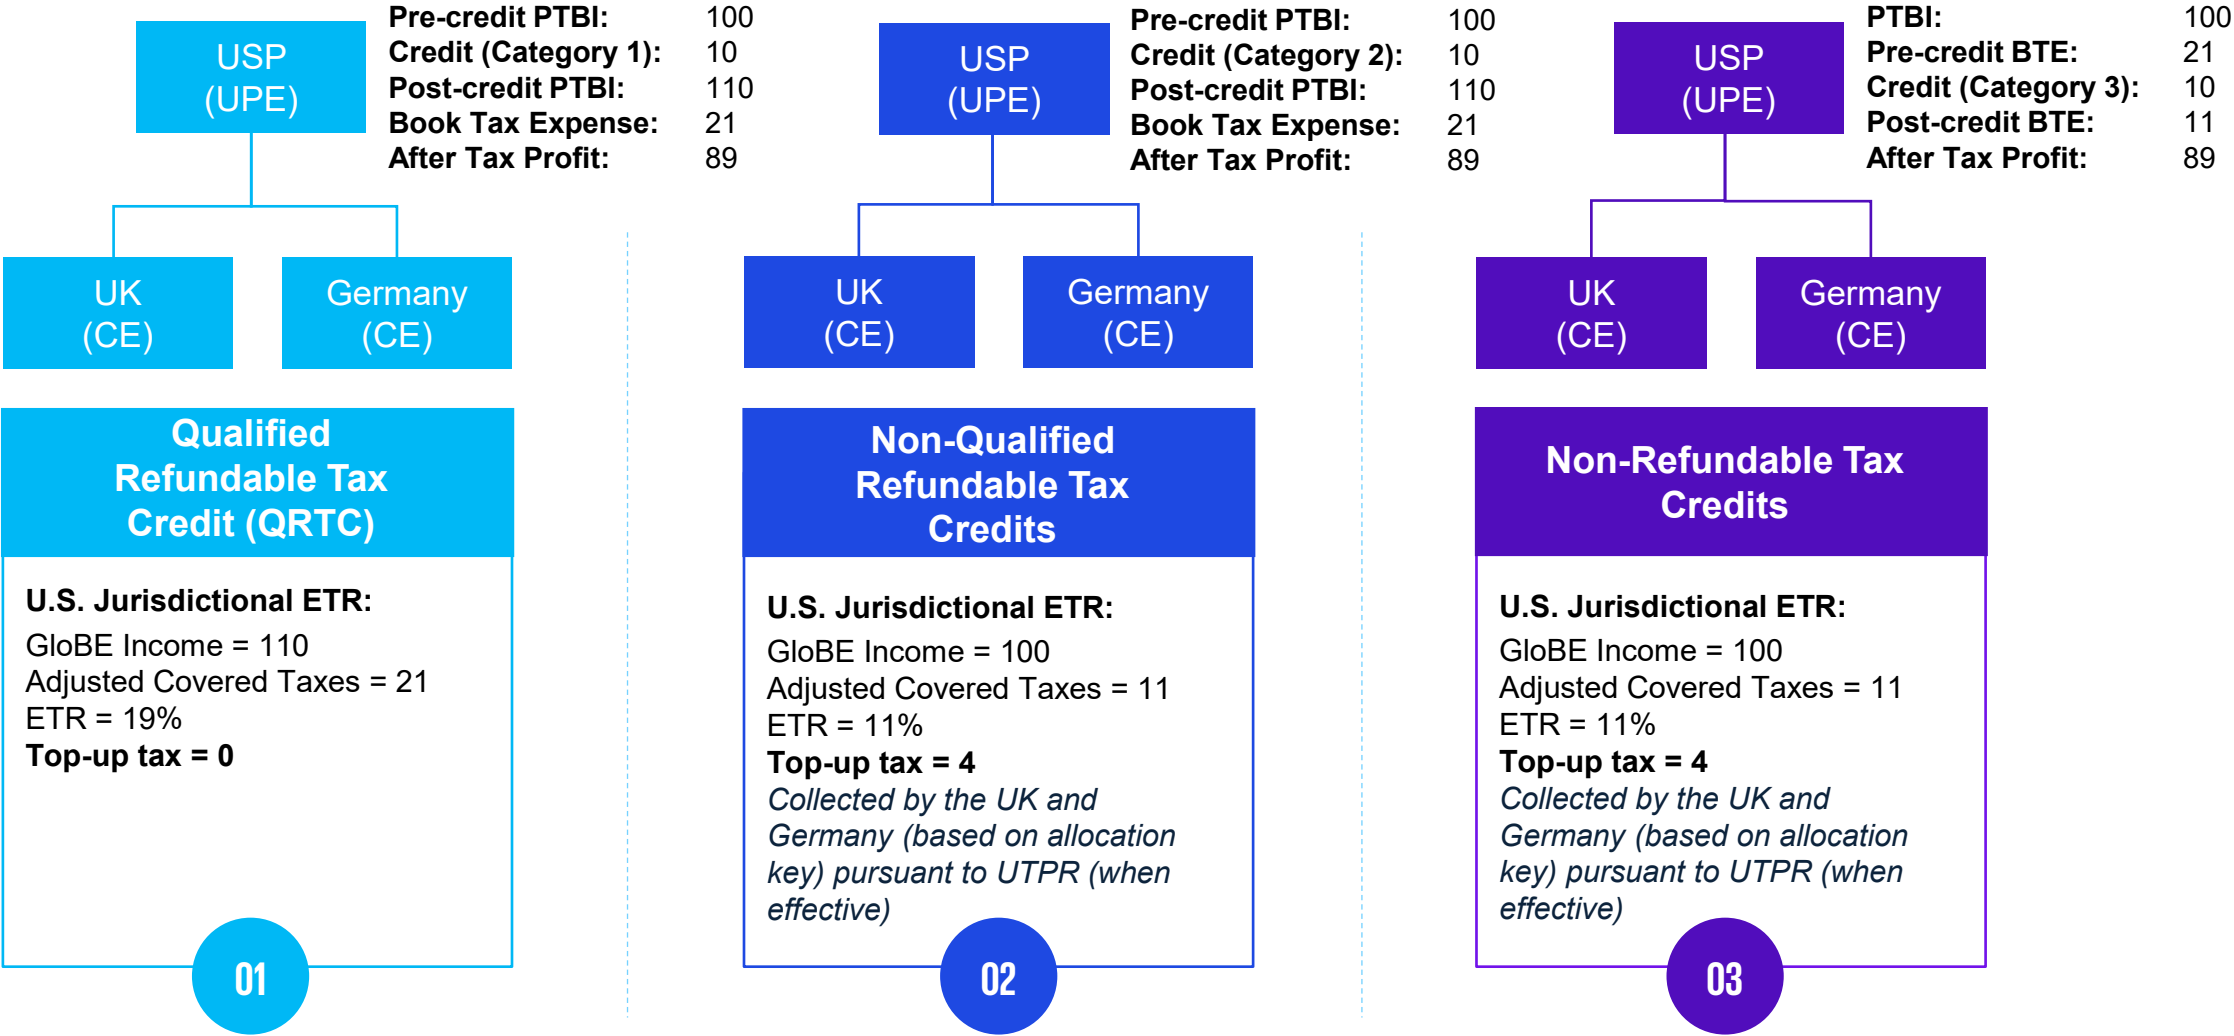 USP
(UPE)
Pre-credit PTBI: 100
Credit (Category 1): 10
Post-credit PTBI: 110
Book Tax Expense: 21
After Tax Profit: 89
UK
(CE)
Germany
(CE)
Qualified
Refundable Tax
Credit (QRTC)
U.S. Jurisdictional ETR:
GloBE Income = 110
Adjusted Covered Taxes = 21
ETR = 19%
Top-up tax = 0
01
USP
(UPE)
Pre-credit PTBI: 100
Credit (Category 2): 10
Post-credit PTBI: 110
Book Tax Expense: 21
After Tax Profit: 89
UK
(CE)
Germany
(CE)
Non-Qualified
Refundable Tax
Credits
U.S. Jurisdictional ETR:
GloBE Income = 100
Adjusted Covered Taxes = 11
ETR = 11%
Top-up tax = 4
Collected by the UK and
Germany (based on allocation
key) pursuant to UTPR (when
effective)
02
USP
(UPE)
PTBI: 100
Pre-credit BTE: 21
Credit (Category 3): 10
Post-credit BTE: 11
After Tax Profit: 89
UK
(CE)
Germany
(CE)
Non-Refundable Tax
Credits
U.S. Jurisdictional ETR:
GloBE Income = 100
Adjusted Covered Taxes = 11
ETR = 11%
Top-up tax = 4
Collected by the UK and
Germany (based on allocation
key) pursuant to UTPR (when
effective)
03